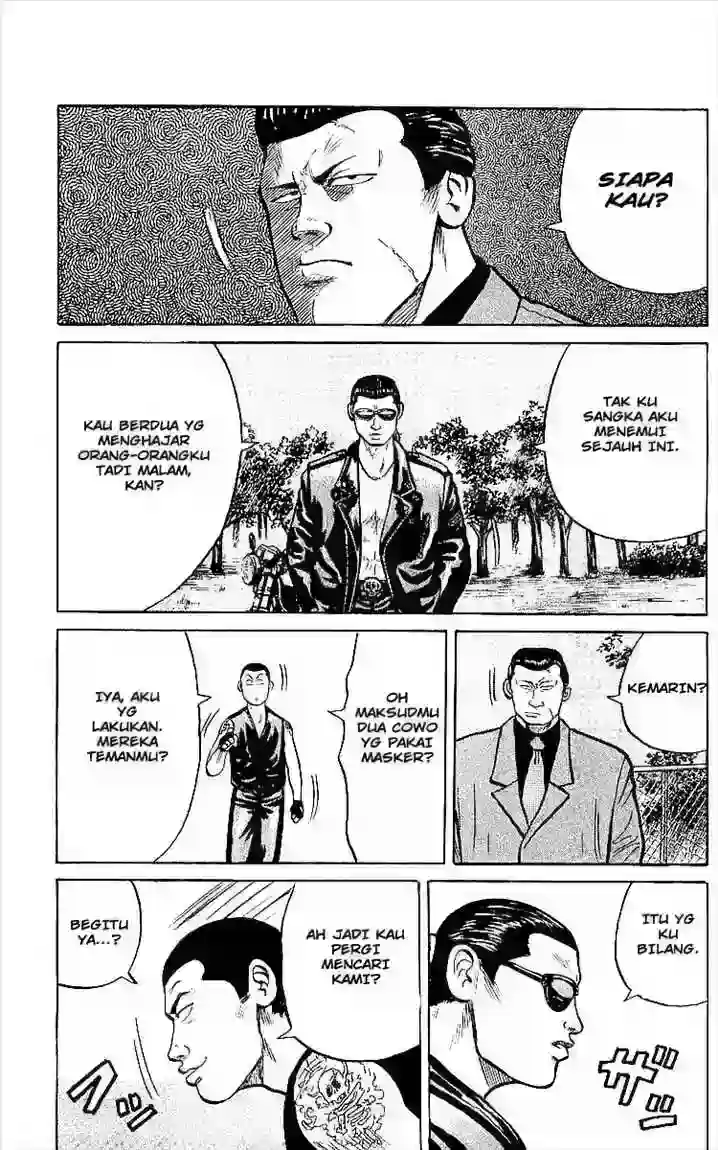 SIAPA
KAU?
TAK KU
SANGKA AKU
MENEMUI
SEJAUH INI.
KAU BERDUA YG
MENGHAJAR
ORANG-ORANGKU
TADI MALAM,
KAN?
KEMARIN?
OH
MAKSUDMU
DUA COWO
YG PAKAI
MASKER?
IYA, AKU
YG
LAKUKAN.
MEREKA
TEMANMU?
ITU YG
KU
BILANG.
ザッ
AH JADI KAU
PERGI
MENCARI
KAMI?
BEGITU
YA...?